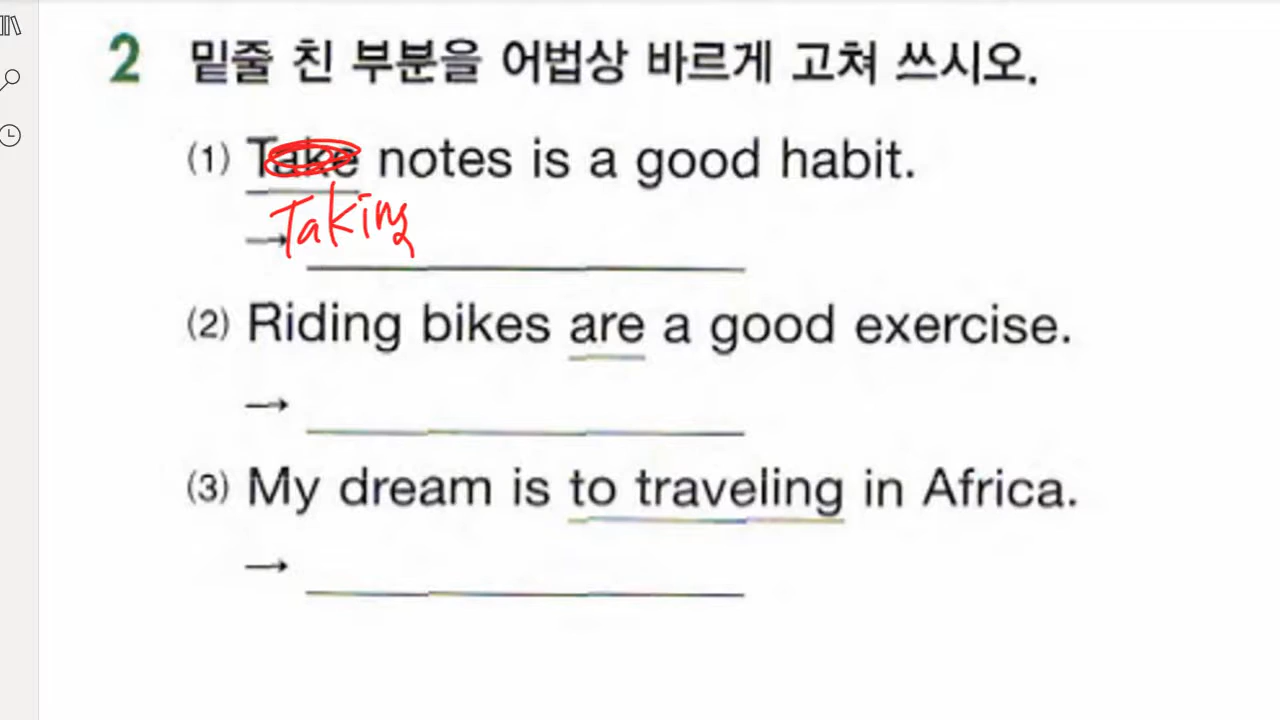 2 밑줄 친 부분을 어법상 바르게 고쳐 쓰시오.
(1) Take notes is a good habit.
→ Taking
(2) Riding bikes are a good exercise.
→
(3) My dream is to traveling in Africa.
→